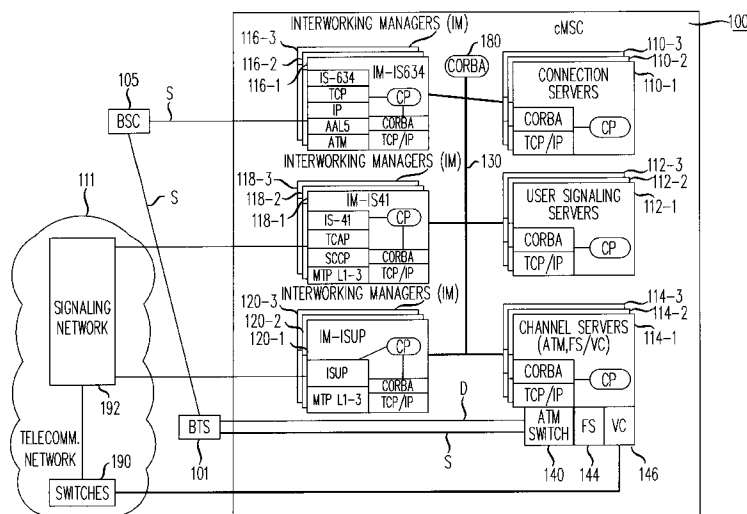 INTERWORKING MANAGERS (IM)
cMSC
100
116-3
116-2
116-1
IM-IS634
IS-634
TCP
IP
AAL5
ATM
CP
CORBA
TCP/IP
180
CORBA
110-3
110-2
110-1
CONNECTION
SERVERS
CORBA
TCP/IP
CP
105
BSC
S
S
INTERWORKING MANAGERS (IM)
130
118-3
118-2
118-1
IM-IS41
IS-41
TCAP
SCCP
MTP L1-3
CP
CORBA
TCP/IP
112-3
112-2
112-1
USER SIGNALING
SERVERS
CORBA
TCP/IP
CP
111
SIGNALING
NETWORK
192
INTERWORKING MANAGERS (IM)
120-3
120-2
120-1
IM-ISUP
ISUP
MTP L1-3
CP
CORBA
TCP/IP
114-3
114-2
114-1
CHANNEL SERVERS
(ATM,FS/VC)
CORBA
TCP/IP
CP
ATM
SWITCH
FS
VC
140
144
146
D
S
BTS
101
TELECOMM.
NETWORK
190
SWITCHES